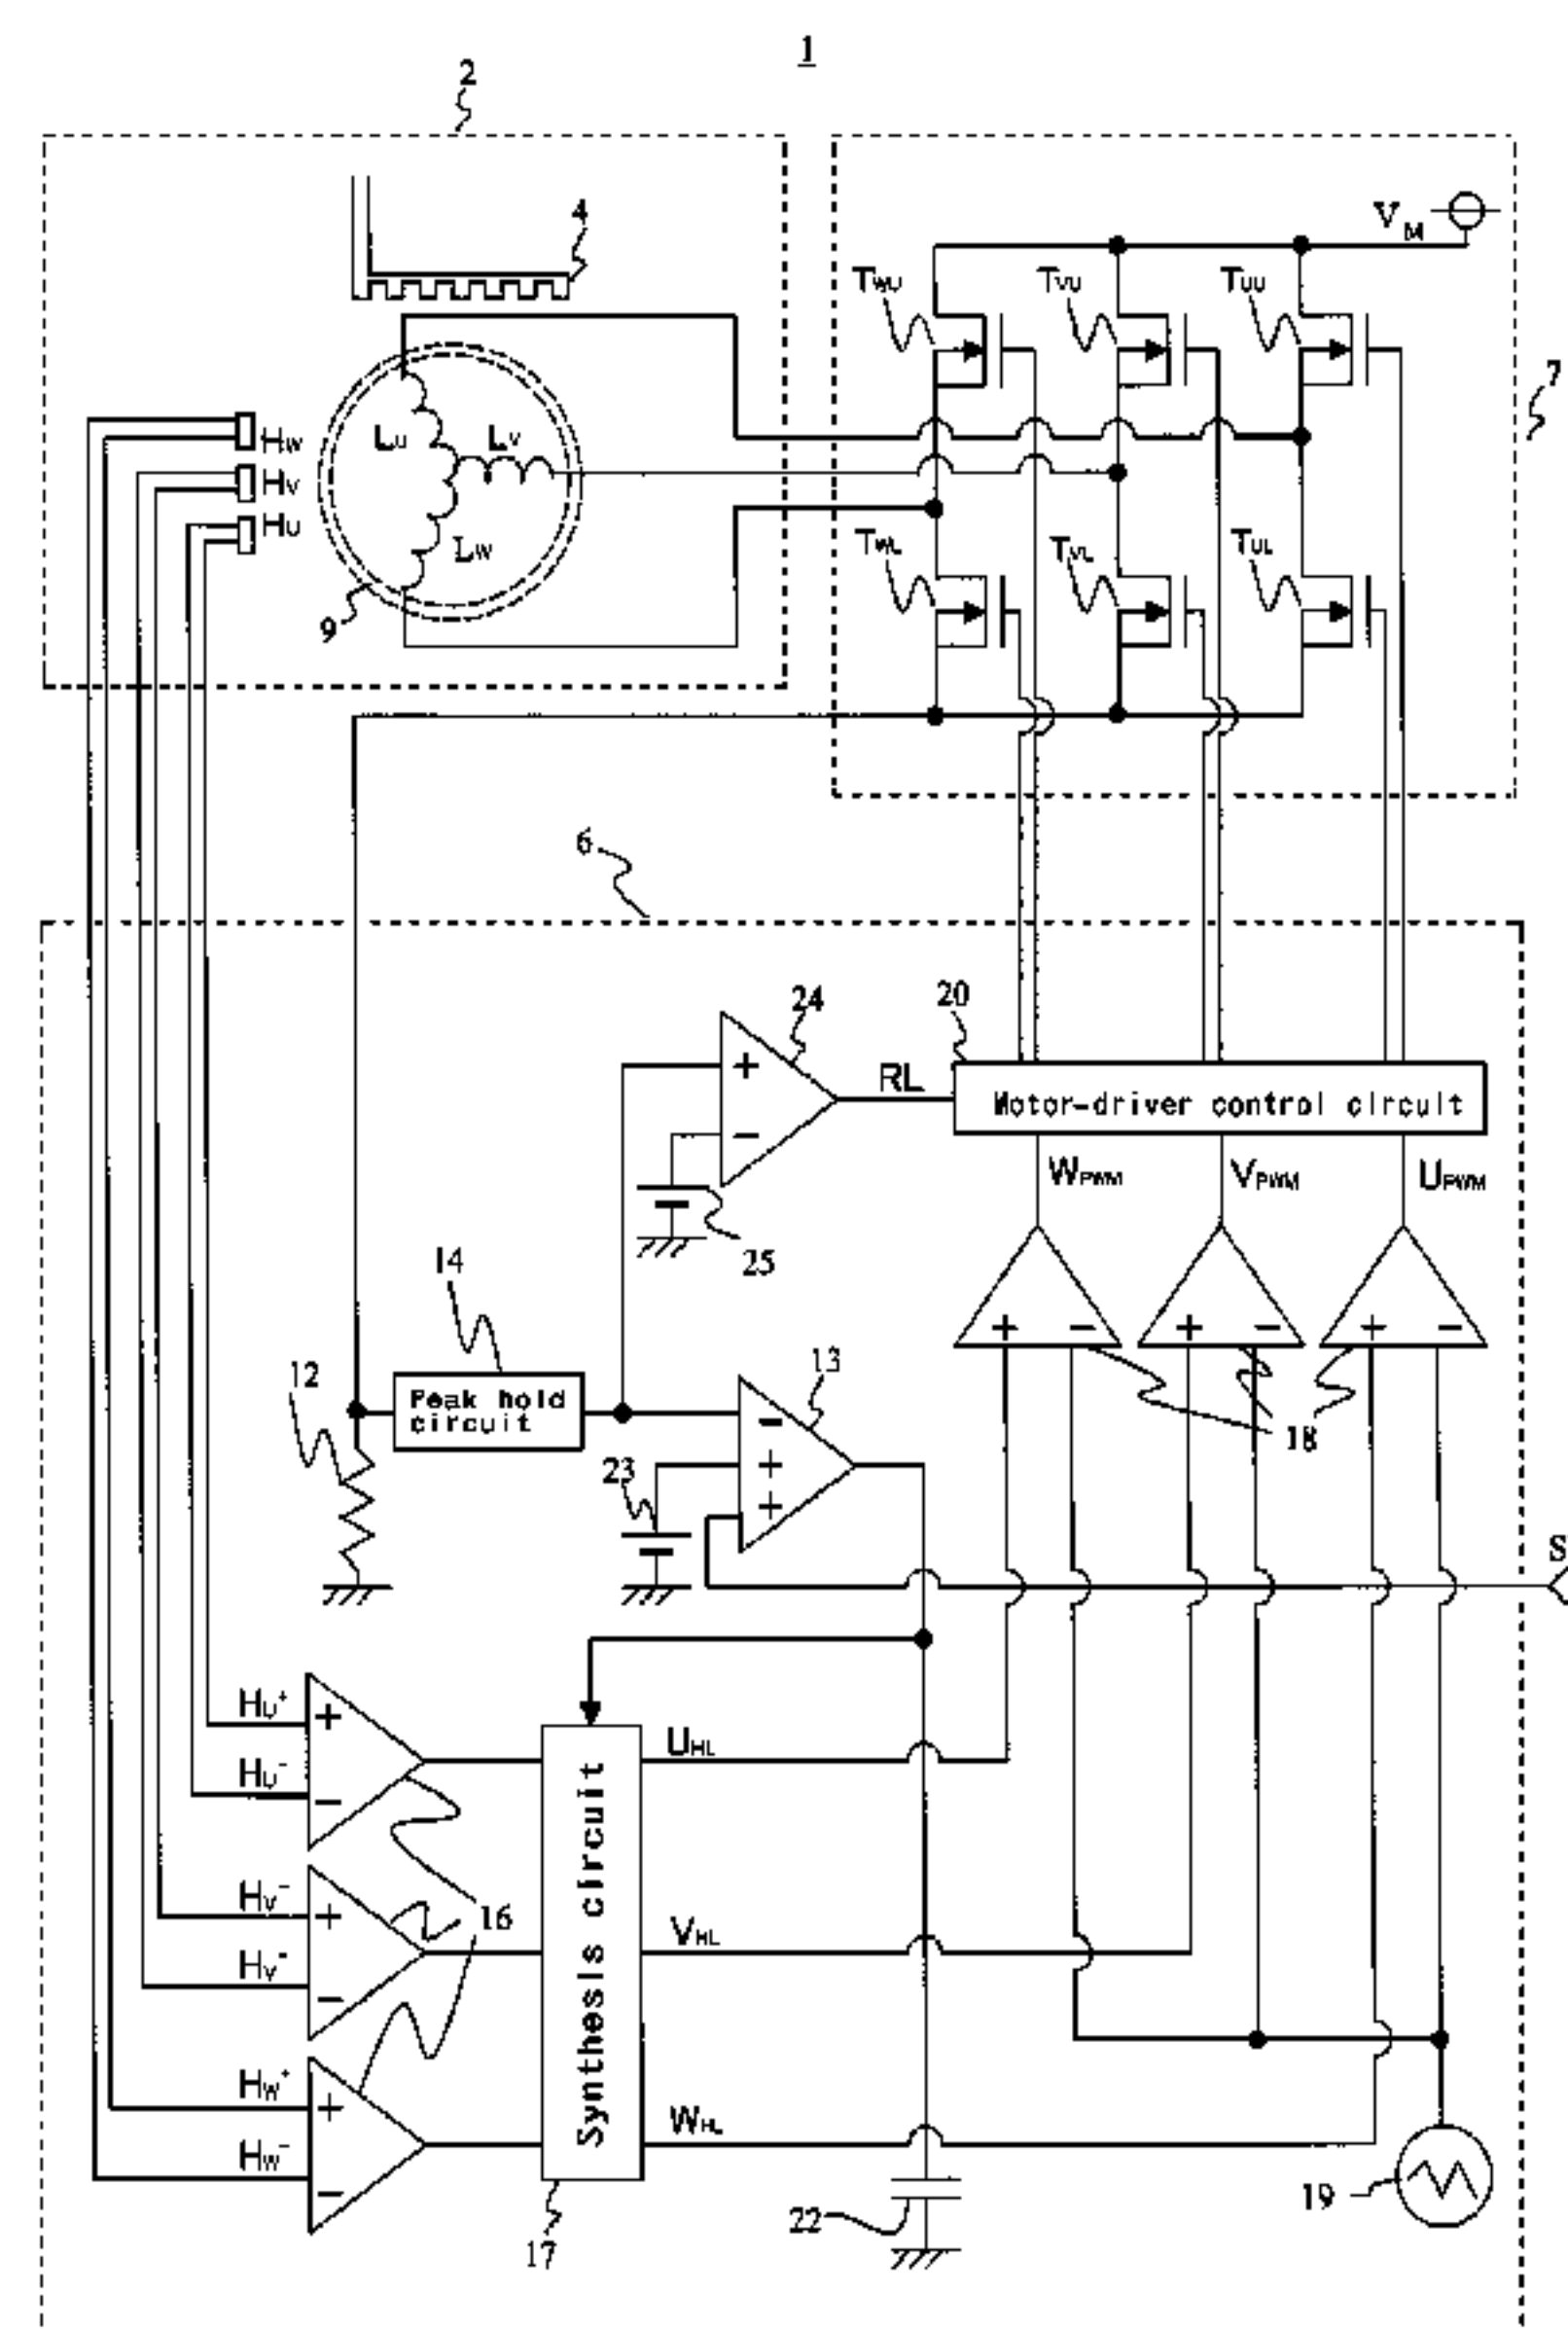 1
2
4
V M
TWU
TVU
TUU
7
HW
HV
HU
LU
LV
LW
TWL
TVL
TUL
9
6
24
20
RL
Motor-driver control circuit
WPWM
VPWM
UPWM
+
−
25
14
+ −
+ −
+ −
12
Peak hold circuit
13
18
23
−
+
+
S
HU+
+
UHL
HU-
−
Synthesis circuit
HV-
+
16
VHL
HV-
−
HW+
+
WHL
HW-
−
22
19
17